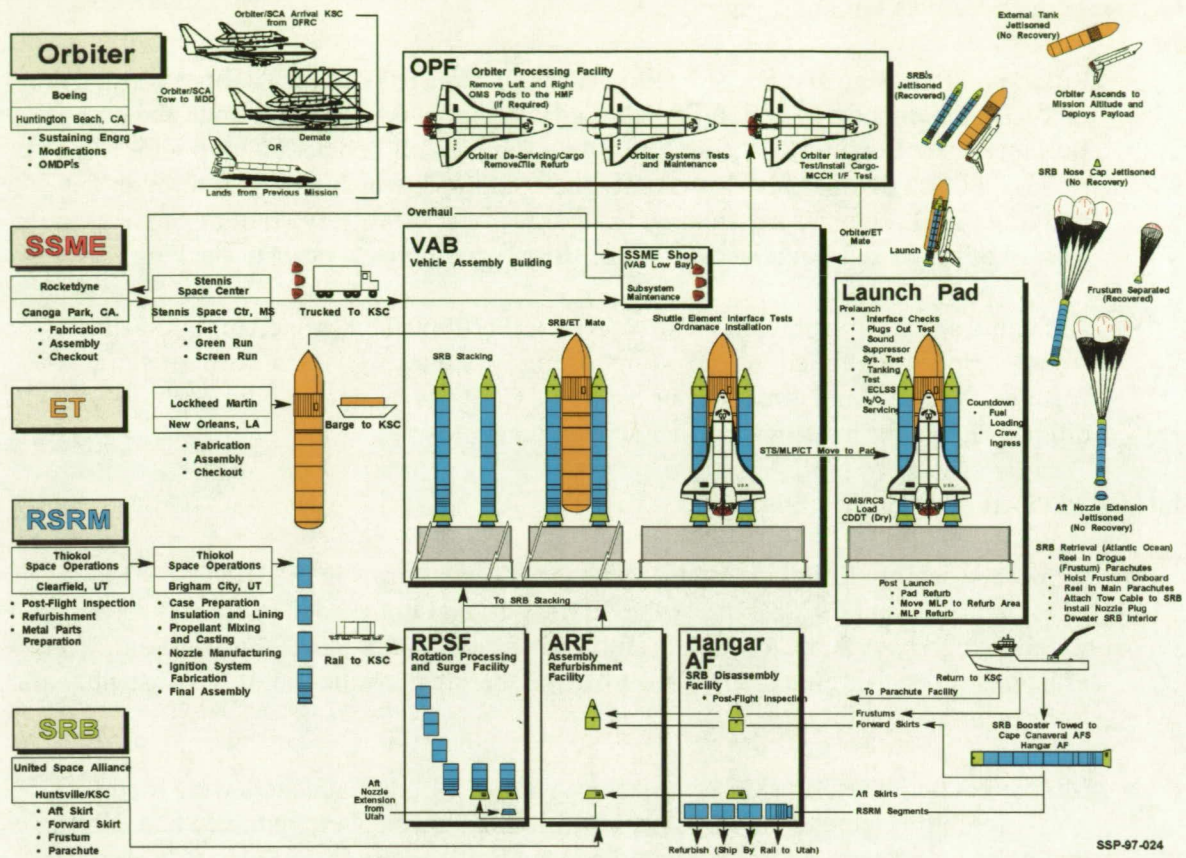 Orbiter/SCA Arrival KSC
from DFRC
Orbiter
Boeing
Huntington Beach, CA
• Sustaining Engrg
• Modifications
• OMDP's
Orbiter/SCA
Tow to MDD
Demate
OR
Lands from Previous Mission
OPF
Orbiter Processing Facility
Remove Left and Right
OMS Pods to the HMF
(If Required)
Orbiter De-Servicing/Cargo
Orbiter Systems Tests
and Maintenance
Orbiter Integrated
Test/Install Cargo-
MCCH I/F Test
External Tank
Jettisoned
(No Recovery)
SRB's
Jettisoned
(Recovered)
Orbiter Ascends to
Mission Altitude and
Deploys Payload
SRB Nose Cap Jettisoned
(No Recovery)
Launch
Orbiter/ET
Mate
Frustum Separated
(Recovered)
Overhaul
SSME
Rocketdyne
Canoga Park, CA.
• Fabrication
• Assembly
• Checkout
Stennis
Space Center
Stennis Space Ctr, MS
• Test
• Green Run
• Screen Run
Trucked To KSC
VAB
Vehicle Assembly Building
SSME Shop
(VAB Low Bay)
Subsystem
Maintenance
SRB/ET Mate
Shuttle Element Interface Tests
Ordnance Installation
SRB Stacking
Launch Pad
Prelaunch
• Interface Checks
• Plugs Out Test
• Sound
Suppressor
Sys. Test
• Tanking
Test
• ECLSS
N2/O2
Servicing
Countdown
• Fuel
Loading
• Crew
Ingress
STS/MLP/CT Move to Pad
OMS/RCS
Load
CDDT (Dry)
Post Launch
• Pad Refurb
• Move MLP to Refurb Area
• MLP Refurb
ET
Lockheed Martin
New Orleans, LA
• Fabrication
• Assembly
• Checkout
Barge to KSC
RSRM
Thiokol
Space Operations
Clearfield, UT
• Post-Flight Inspection
• Refurbishment
• Metal Parts
Preparation
Thiokol
Space Operations
Brigham City, UT
• Case Preparation
Insulation and Lining
• Propellant Mixing
and Casting
• Nozzle Manufacturing
• Ignition System
Fabrication
• Final Assembly
Rail to KSC
To SRB Stacking
RPSF
Rotation Processing
and Surge Facility
ARF
Assembly
Refurbishment
Facility
Hangar
AF
SRB Disassembly
Facility
• Post-Flight Inspection
Aft Nozzle Extension
Jettisoned
(No Recovery)
SRB Retrieval (Atlantic Ocean)
• Reel In Drogue
(Frustum) Parachutes
• Hoist Frustum Onboard
• Reel in Main Parachutes
• Attach Tow Cable to SRB
• Install Nozzle Plug
• Dewater SRB Interior
Return to KSC
To Parachute Facility
Frustums
Forward Skirts
SRB Booster Towed to
Cape Canaveral AFS
Hangar AF
Aft Skirts
RSRM Segments
SRB
United Space Alliance
Huntsville/KSC
• Aft Skirt
• Forward Skirt
• Frustum
• Parachute
Aft
Nozzle
Extension
from
Utah
Refurbish (Ship By Rail to Utah)
SSP-97-024